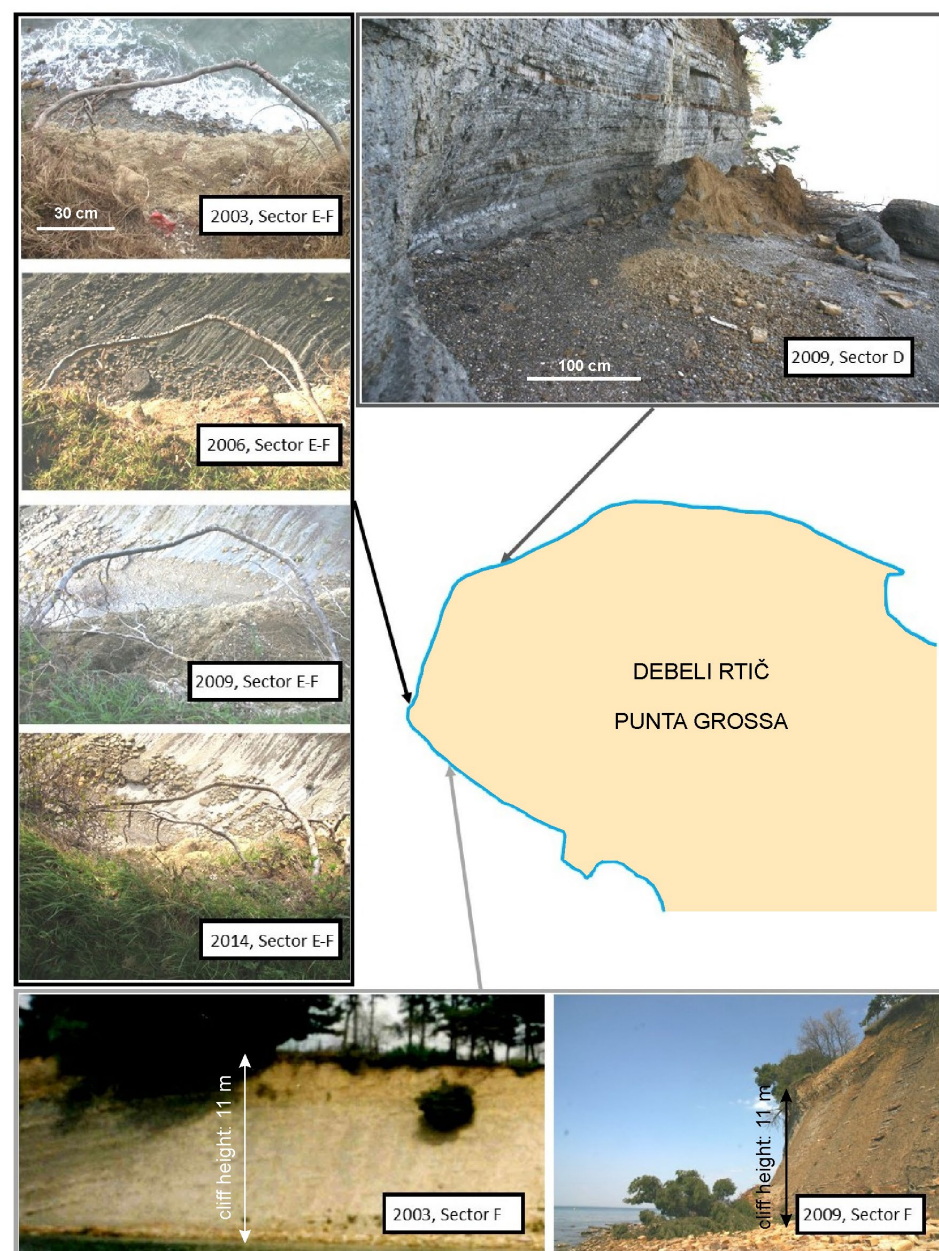 2003, Sector E-F
30 cm
2006, Sector E-F
2009, Sector E-F
2014, Sector E-F
2009, Sector D
100 cm
DEBELI RTIČ
PUNTA GROSSA
cliff height: 11 m
2003, Sector F
cliff height: 11 m
2009, Sector F